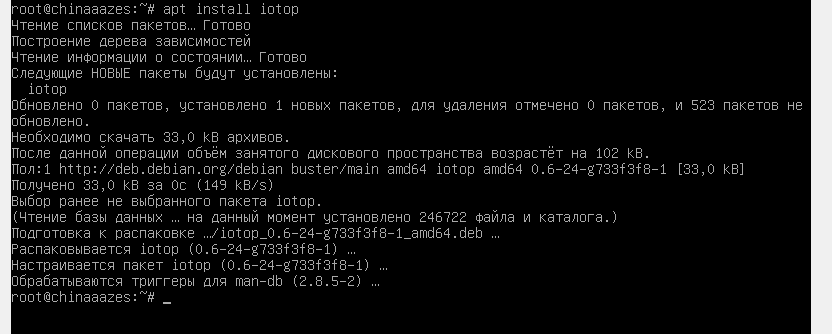 root@chinaaazes:~# apt install iotop
Чтение списков пакетов… Готово
Построение дерева зависимостей
Чтение информации о состоянии… Готово
Следующие НОВЫЕ пакеты будут установлены:
iotop
Обновлено 0 пакетов, установлено 1 новых пакетов, для удаления отмечено 0 пакетов, и 523 пакетов не
обновлено.
Необходимо скачать 33,0 kB архивов.
После данной операции объём занятого дискового пространства возрастёт на 102 kB.
Пол:1 http://deb.debian.org/debian buster/main amd64 iotop amd64 0.6-24-g733f3f8-1 [33,0 kB]
Получено 33,0 kB за 0с (149 kB/s)
Выбор ранее не выбранного пакета iotop.
(Чтение базы данных … на данный момент установлено 246722 файла и каталога.)
Подготовка к распаковке …/iotop_0.6-24-g733f3f8-1_amd64.deb …
Распаковывается iotop (0.6-24-g733f3f8-1) …
Настраивается пакет iotop (0.6-24-g733f3f8-1) …
Обрабатываются триггеры для man-db (2.8.5-2) …
root@chinaaazes:~# _